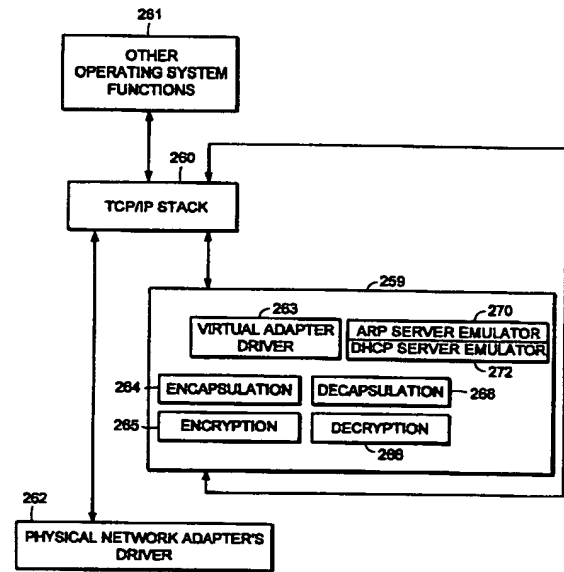 261
OTHER
OPERATING SYSTEM
FUNCTIONS
260
TCP/IP STACK
259
263
VIRTUAL ADAPTER
DRIVER
270
ARP SERVER EMULATOR
DHCP SERVER EMULATOR
272
264
ENCAPSULATION
DECAPSULATION
268
265
ENCRYPTION
DECRYPTION
266
262
PHYSICAL NETWORK ADAPTER'S
DRIVER